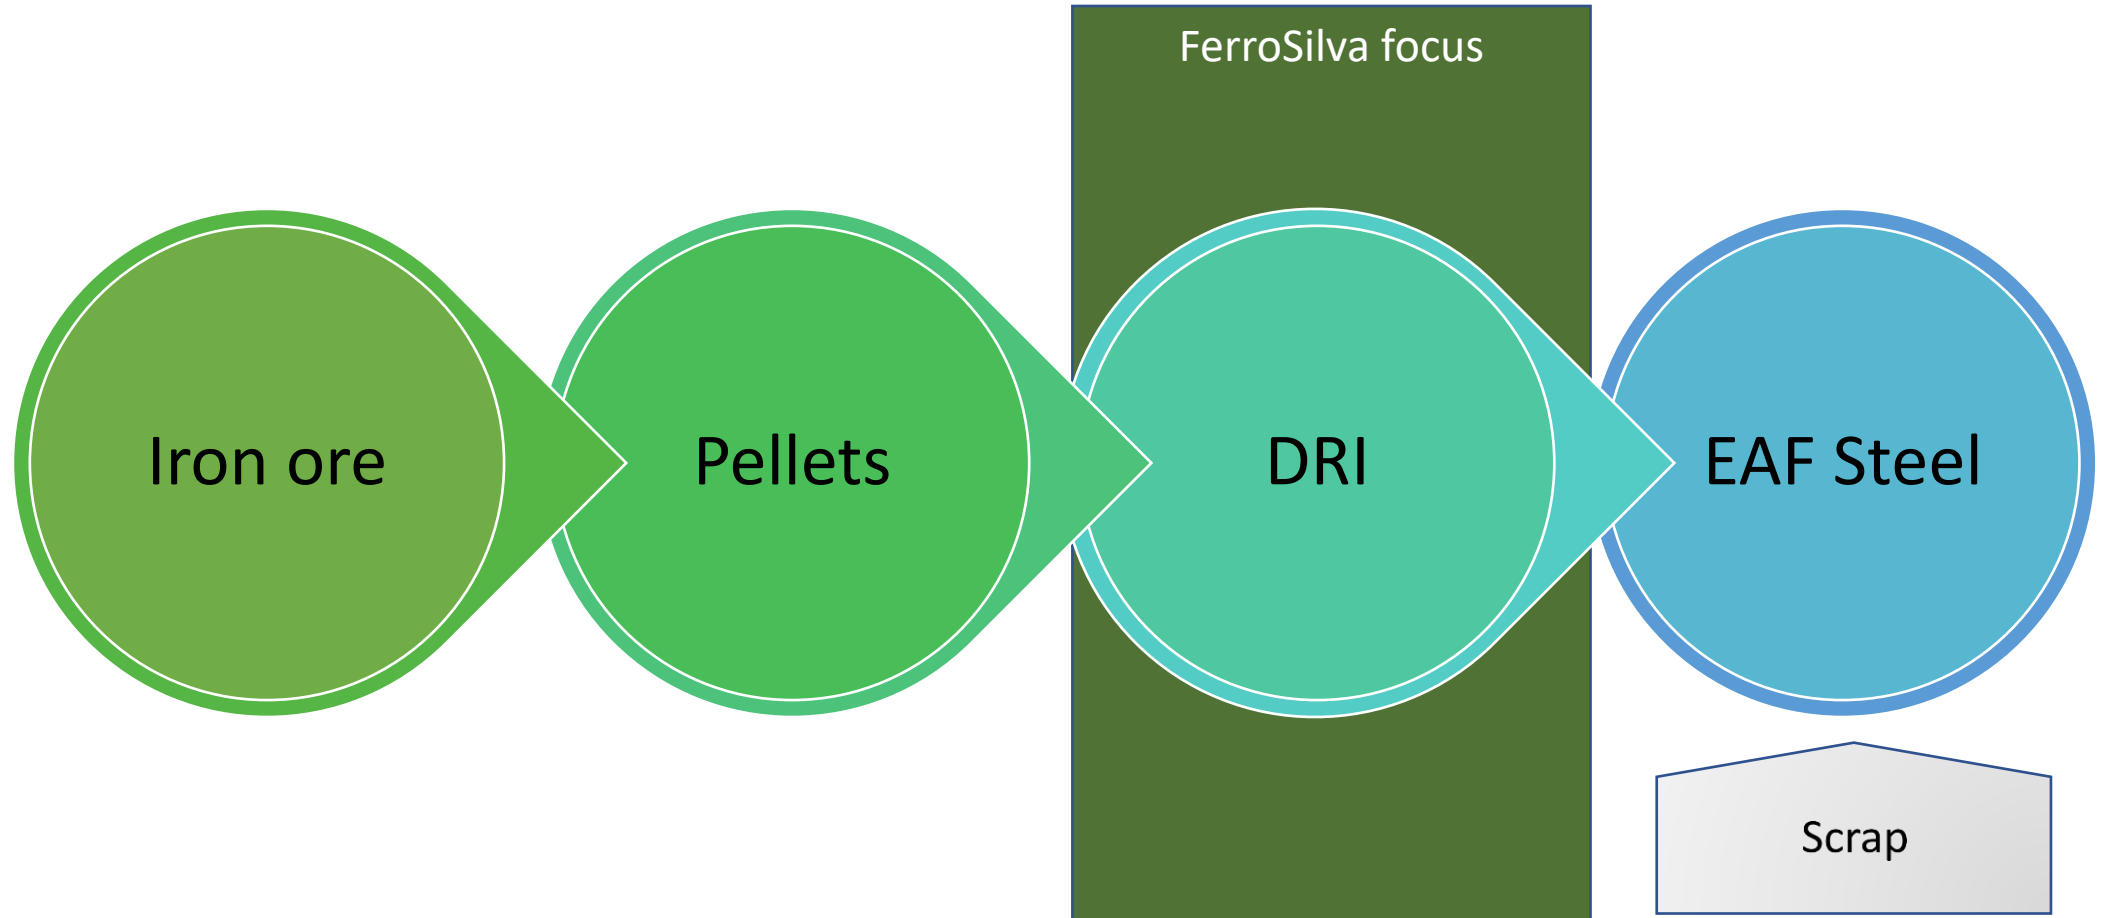 FerroSilva focus
Iron ore
Pellets
DRI
EAF Steel
Scrap